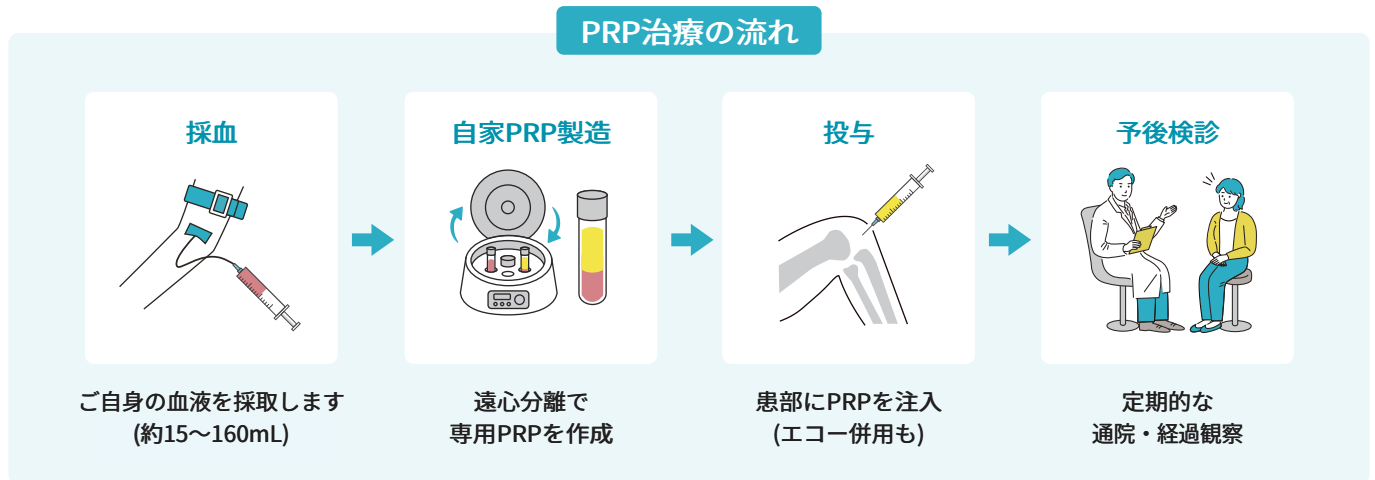 PRP治療の流れ
採血
ご自身の血液を採取します
(約15〜160mL)
自家PRP製造
遠心分離で
専用PRPを作成
投与
患部にPRPを注入
(エコー併用も)
予後検診
定期的な
通院・経過観察